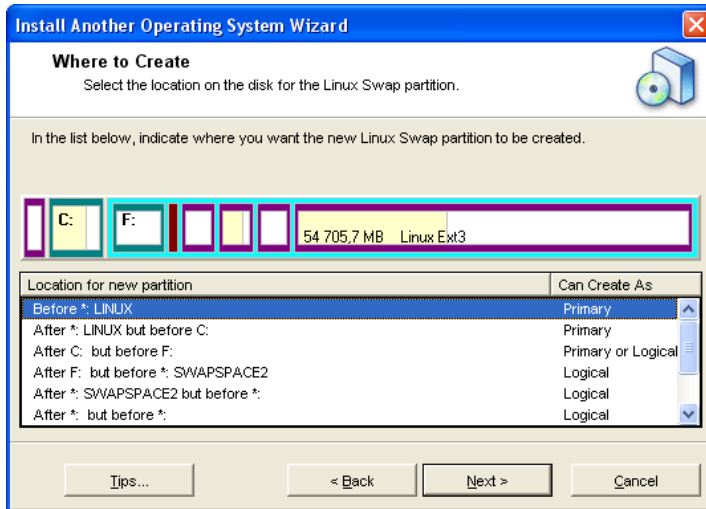 Install Another Operating System Wizard
Where to Create
Select the location on the disk for the Linux Swap partition.
In the list below, indicate where you want the new Linux Swap partition to be created.
C: F:
54 705,7 MB Linux Ext3
Location for new partition Can Create As
Before *: LINUX Primary
After *: LINUX but before C: Primary
After C: but before F: Primary or Logical
After F: but before *: SWAPSPACE2 Logical
After *: SWAPSPACE2 but before *: Logical
After *: but before *: Logical
Tips... < Back Next > Cancel